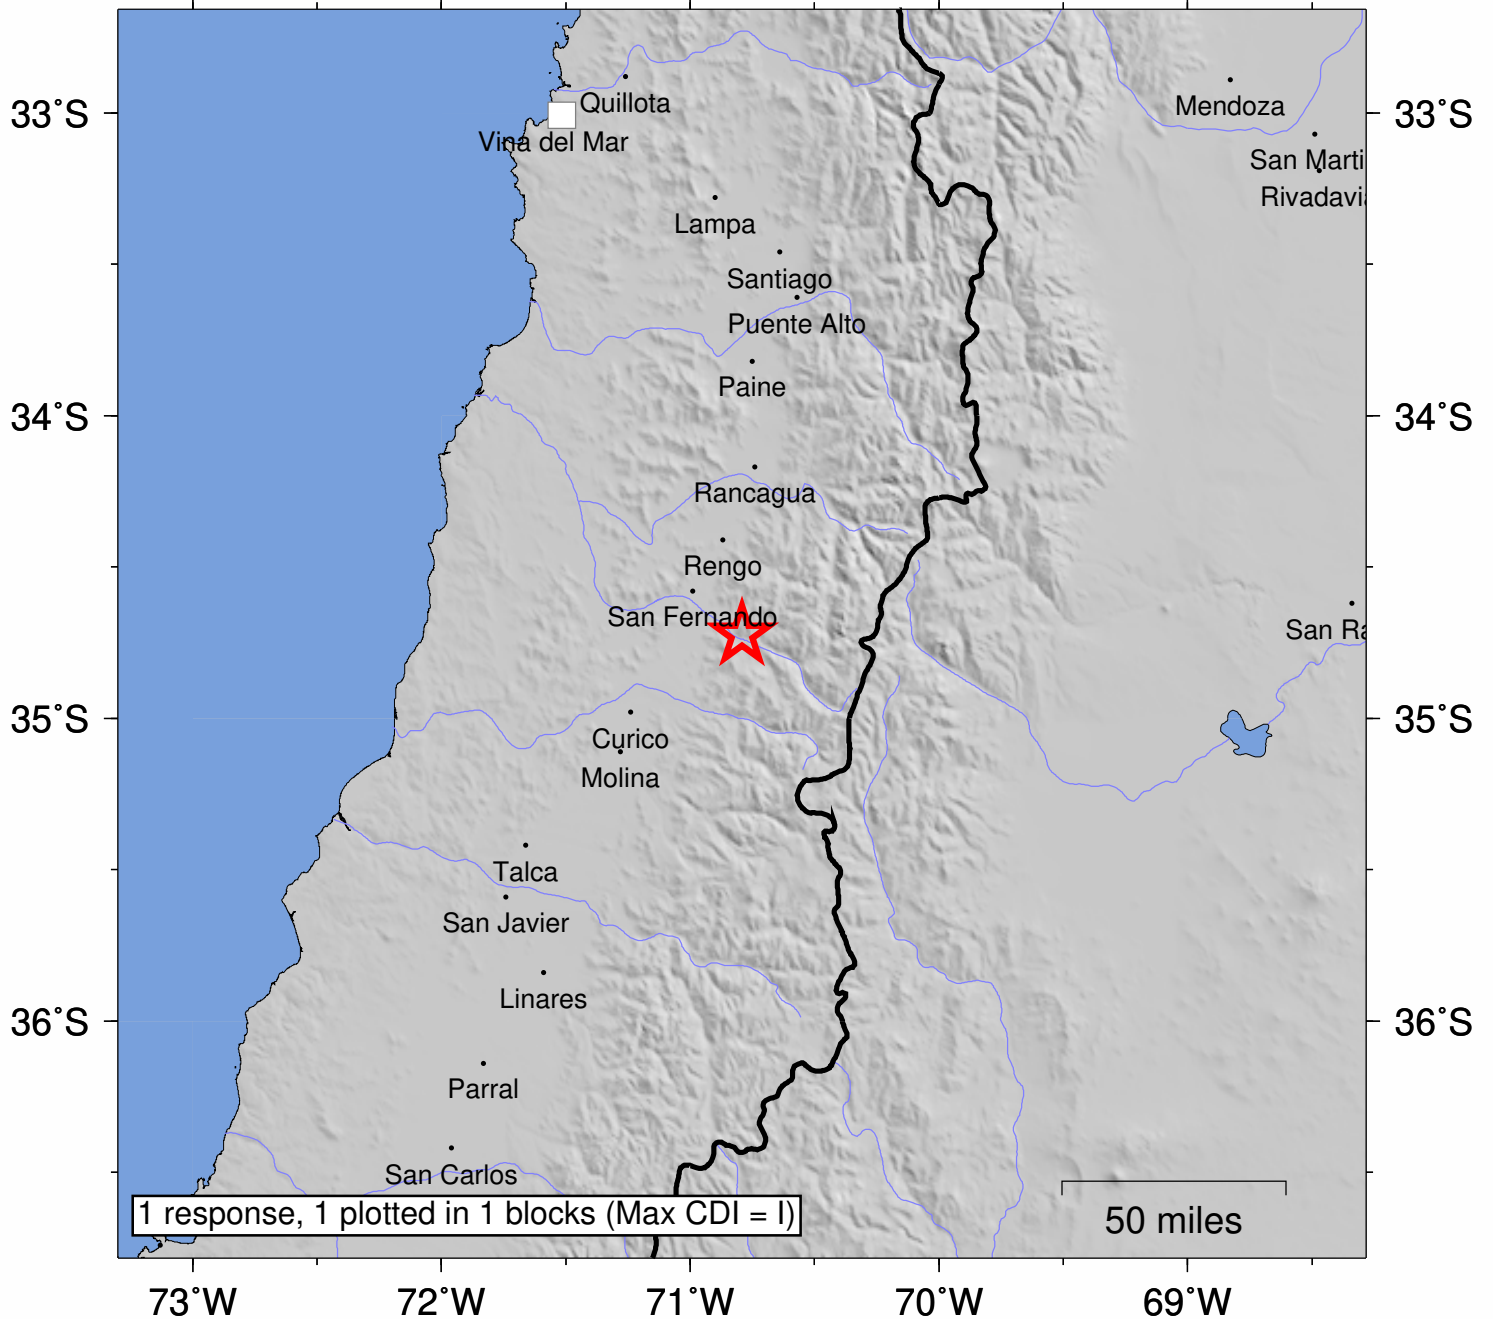 33°S
33°S
Quillota
Mendoza
Vina del Mar
San Marti
Rivadavi
Lampa
Santiago
Puente Alto
Paine
34°S
34°S
Rancagua
Rengo
San Fernando
San Ra
35°S
35°S
Curico
Molina
Talca
San Javier
Linares
36°S
36°S
Parral
San Carlos
1 response, 1 plotted in 1 blocks (Max CDI = I)
50 miles
73°W
72°W
71°W
70°W
69°W